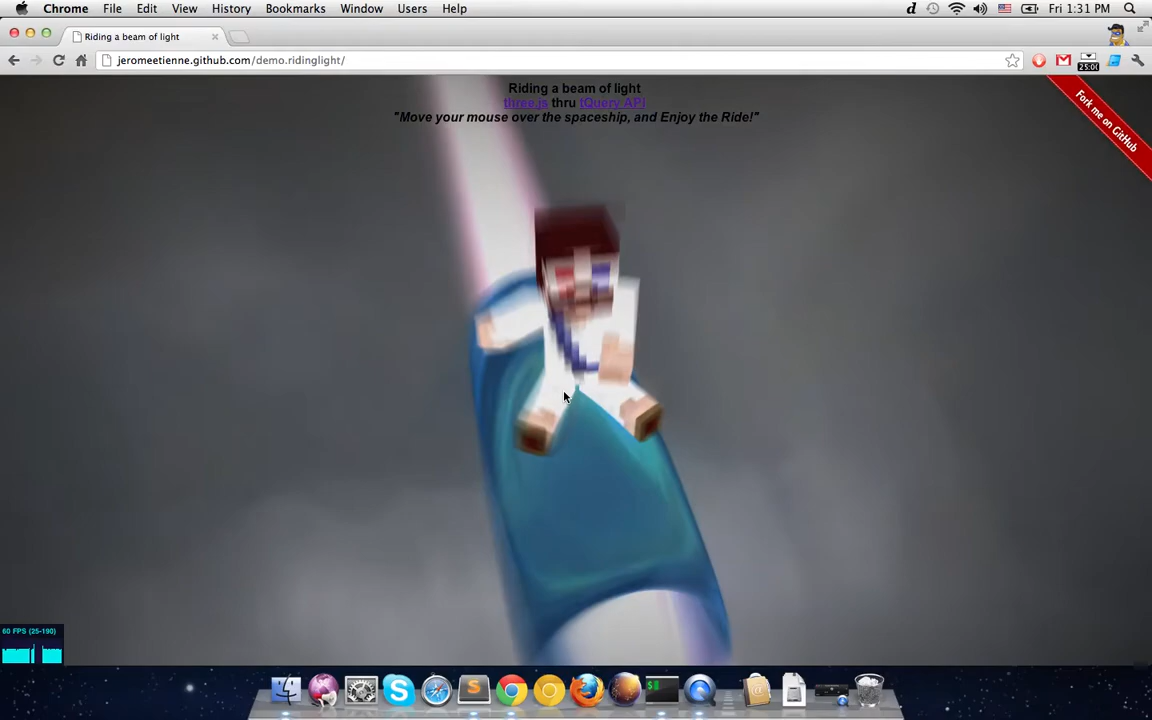 Chrome File Edit View History Bookmarks Window Users Help
Fri 1:31 PM
Riding a beam of light
jeromeetienne.github.com/demo.ridinglight/
Riding a beam of light
three.js thru tQuery API
"Move your mouse over the spaceship, and Enjoy the Ride!"
Fork me on GitHub
60 FPS (25-190)